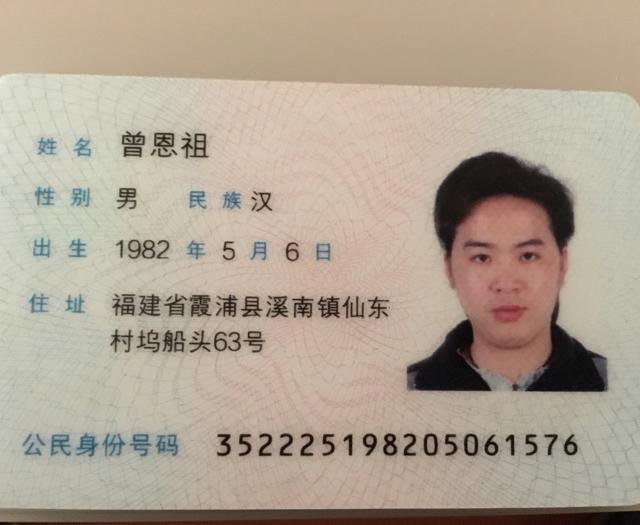 姓名 曾恩祖
性别 男 民族 汉
出生 1982 年 5 月 6 日
住址 福建省霞浦县溪南镇仙东
村坞船头63号
公民身份号码 352225198205061576